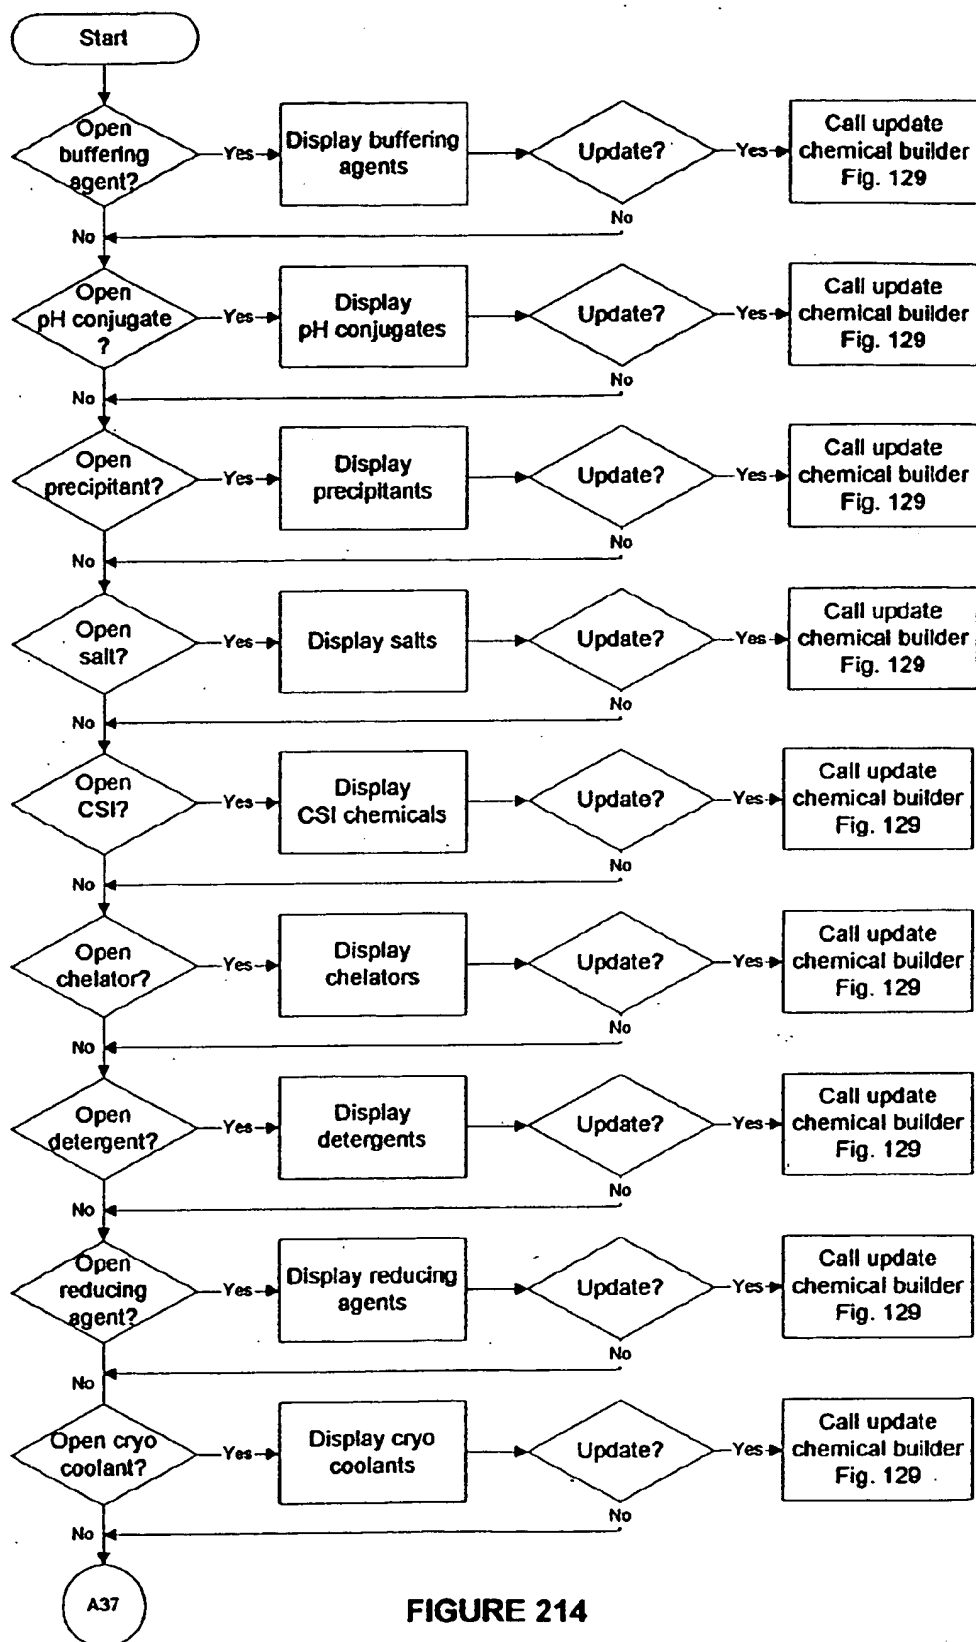 Start
Open
buffering
agent?
Yes
Display buffering
agents
Update?
Yes
Call update
chemical builder
Fig. 129
No
No
Open
pH conjugate
?
Yes
Display
pH conjugates
Update?
Yes
Call update
chemical builder
Fig. 129
No
No
Open
precipitant?
Yes
Display
precipitants
Update?
Yes
Call update
chemical builder
Fig. 129
No
No
Open
salt?
Yes
Display salts
Update?
Yes
Call update
chemical builder
Fig. 129
No
No
Open
CSI?
Yes
Display
CSI chemicals
Update?
Yes
Call update
chemical builder
Fig. 129
No
No
Open
chelator?
Yes
Display
chelators
Update?
Yes
Call update
chemical builder
Fig. 129
No
No
Open
detergent?
Yes
Display
detergents
Update?
Yes
Call update
chemical builder
Fig. 129
No
No
Open
reducing
agent?
Yes
Display reducing
agents
Update?
Yes
Call update
chemical builder
Fig. 129
No
No
Open cryo
coolant?
Yes
Display cryo
coolants
Update?
Yes
Call update
chemical builder
Fig. 129
No
No
A37
FIGURE 214